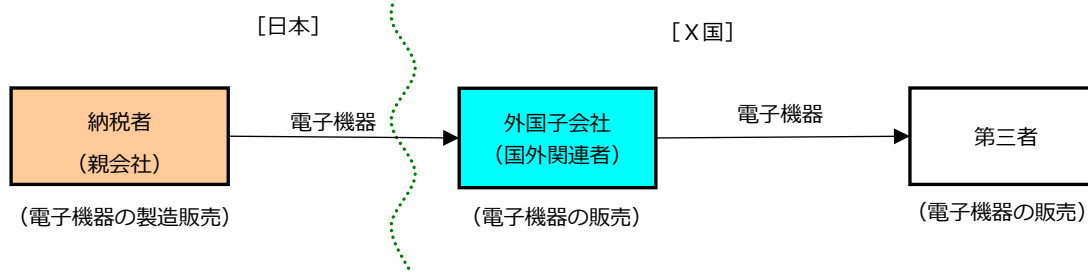 ［日本］
［Ｘ国］
納税者
（親会社）
電子機器
外国子会社
（国外関連者）
電子機器
第三者
（電子機器の製造販売）
（電子機器の販売）
（電子機器の販売）